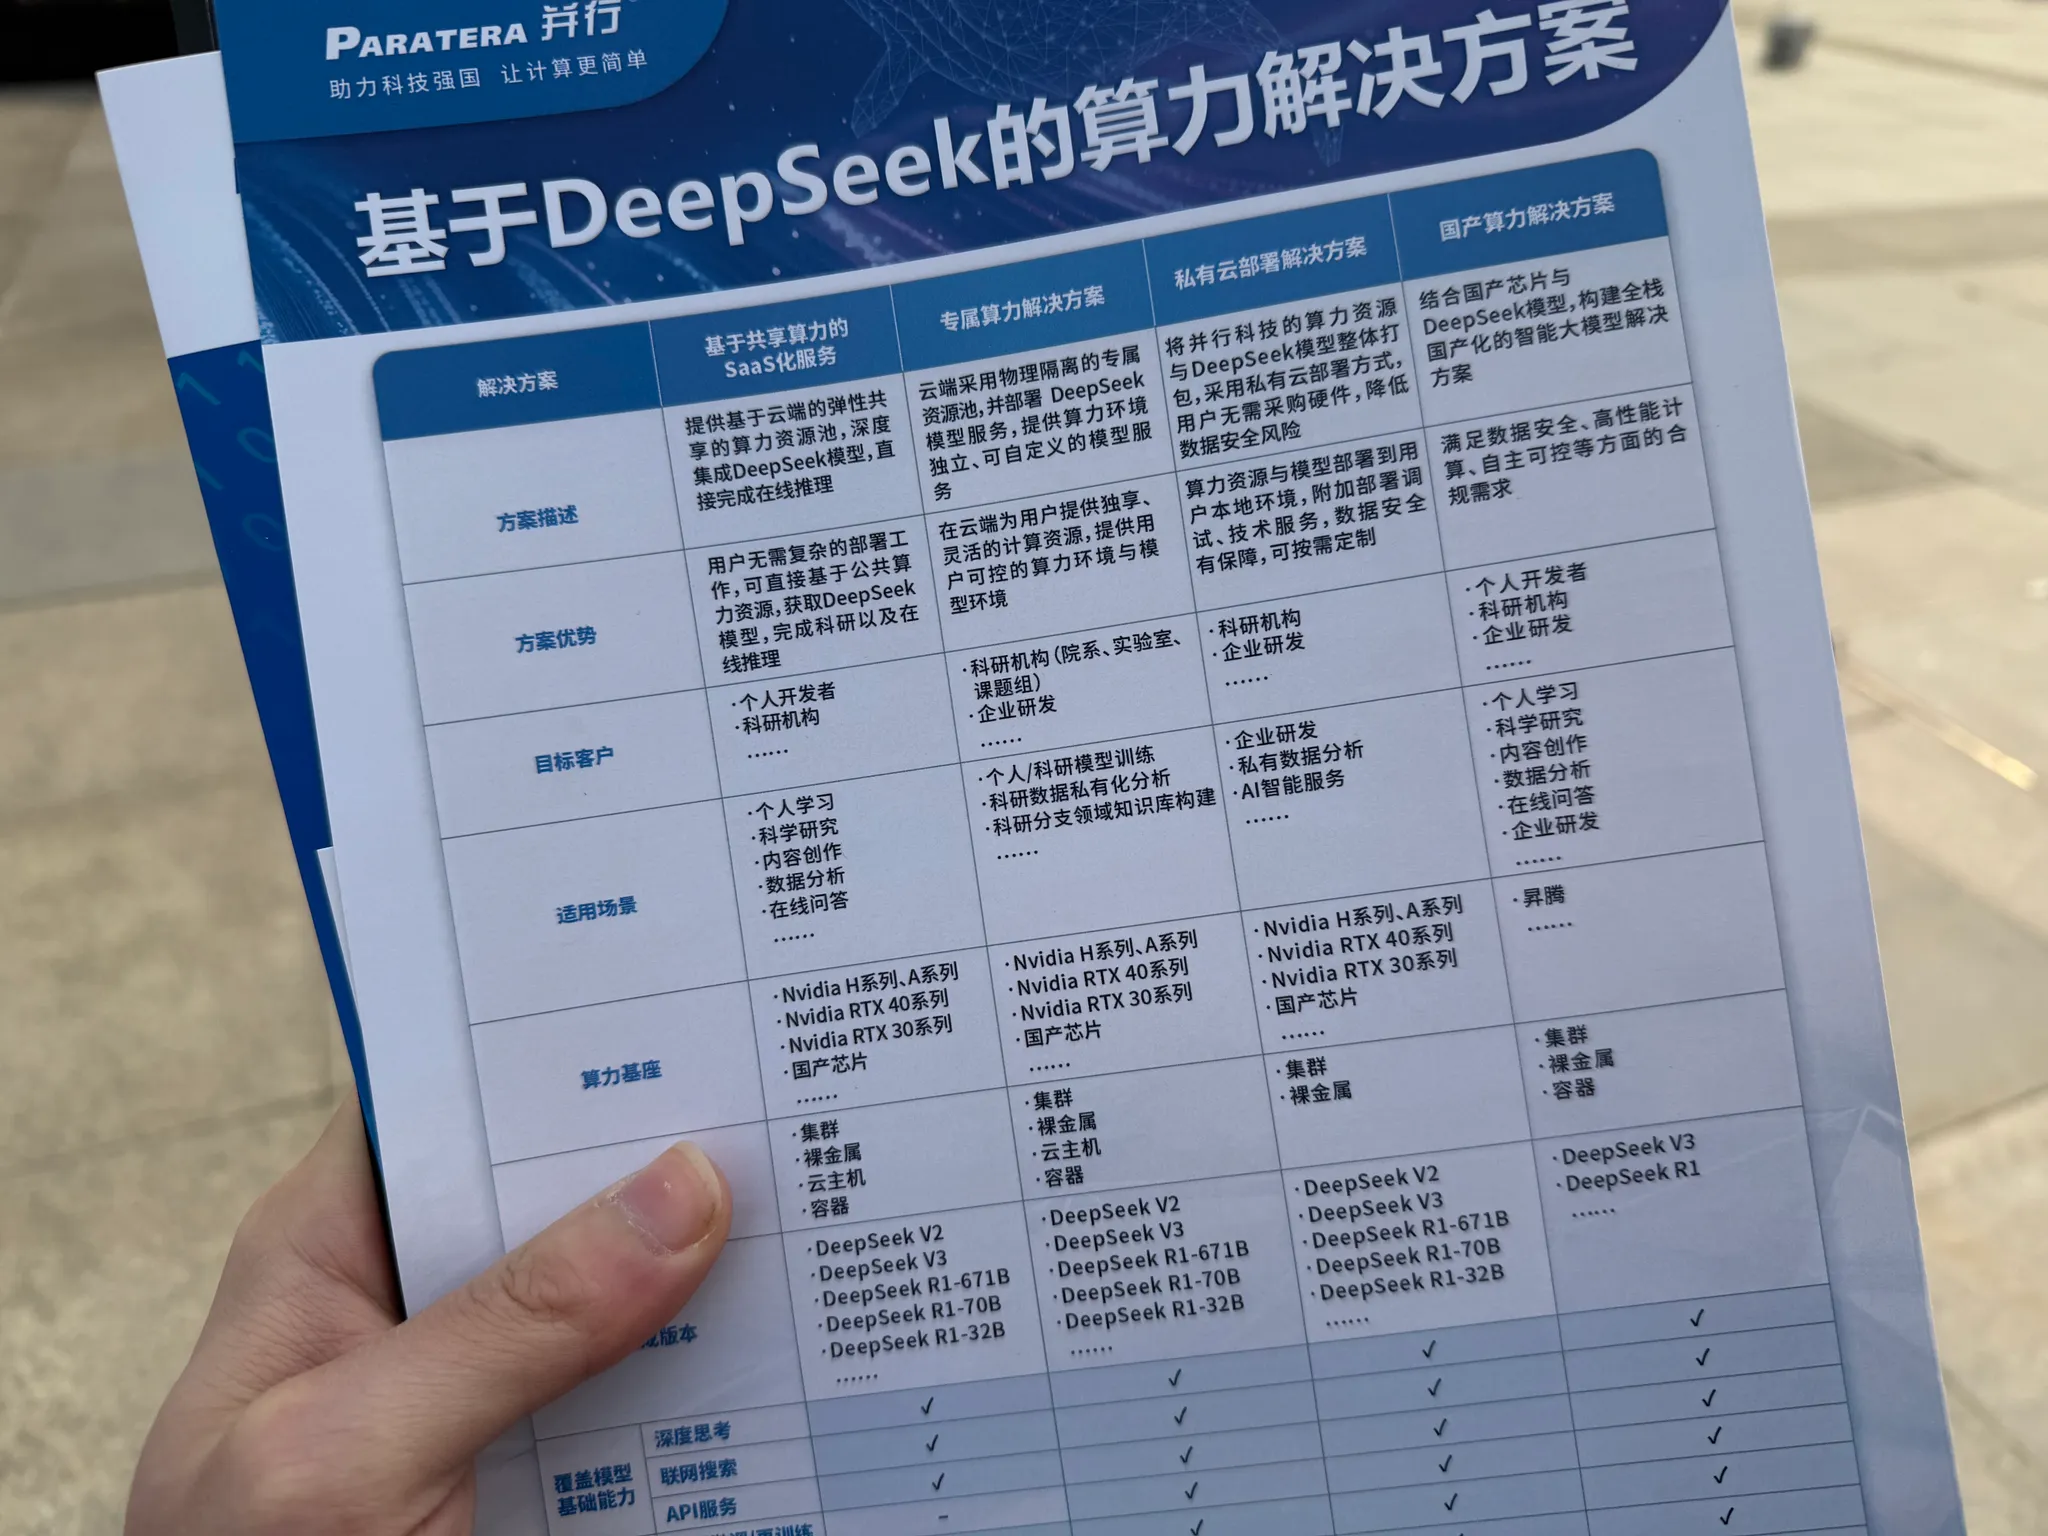 PARATERA 并行
助力科技强国 让计算更简单
基于DeepSeek的算力解决方案
解决方案
基于共享算力的
SaaS化服务
专属算力解决方案
私有云部署解决方案
国产算力解决方案
方案描述
提供基于云端的弹性共
享的算力资源池，深度
集成DeepSeek模型，直
接完成在线推理
云端采用物理隔离的专属
资源池，并部署 DeepSeek
模型服务，提供算力环境
独立、可自定义的模型服
务
将并行科技的算力资源
与DeepSeek模型整体打
包，采用私有云部署方式，
用户无需采购硬件，降低
数据安全风险
结合国产芯片与
DeepSeek模型，构建全栈
国产化的智能大模型解决
方案
方案优势
用户无需复杂的部署工
作，可直接基于公共算
力资源，获取DeepSeek
模型，完成科研以及在
线推理
在云端为用户提供独享、
灵活的计算资源，提供用
户可控的算力环境与模
型环境
算力资源与模型部署到用
户本地环境，附加部署调
试、技术服务，数据安全
有保障，可按需定制
满足数据安全、高性能计
算、自主可控等方面的合
规需求
目标客户
·个人开发者
·科研机构
……
·科研机构（院系、实验室、
课题组）
·企业研发
……
·科研机构
·企业研发
……
·个人开发者
·科研机构
·企业研发
……
适用场景
·个人学习
·科学研究
·内容创作
·数据分析
·在线问答
……
·个人/科研模型训练
·科研数据私有化分析
·科研分支领域知识库构建
……
·企业研发
·私有数据分析
·AI智能服务
……
·个人学习
·科学研究
·内容创作
·数据分析
·在线问答
·企业研发
……
算力基座
·Nvidia H系列、A系列
·Nvidia RTX 40系列
·Nvidia RTX 30系列
·国产芯片
……
·Nvidia H系列、A系列
·Nvidia RTX 40系列
·Nvidia RTX 30系列
·国产芯片
……
·Nvidia H系列、A系列
·Nvidia RTX 40系列
·Nvidia RTX 30系列
·国产芯片
……
·昇腾
……
·集群
·裸金属
·云主机
·容器
·集群
·裸金属
·云主机
·容器
·集群
·裸金属
·集群
·裸金属
·容器
版本
·DeepSeek V2
·DeepSeek V3
·DeepSeek R1-671B
·DeepSeek R1-70B
·DeepSeek R1-32B
……
·DeepSeek V2
·DeepSeek V3
·DeepSeek R1-671B
·DeepSeek R1-70B
·DeepSeek R1-32B
……
·DeepSeek V2
·DeepSeek V3
·DeepSeek R1-671B
·DeepSeek R1-70B
·DeepSeek R1-32B
……
·DeepSeek V3
·DeepSeek R1
……
覆盖模型
基础能力
深度思考
✓ ✓ ✓ ✓
联网搜索
✓ ✓ ✓ ✓
API服务
✓ ✓ ✓ ✓
- ✓ ✓ ✓